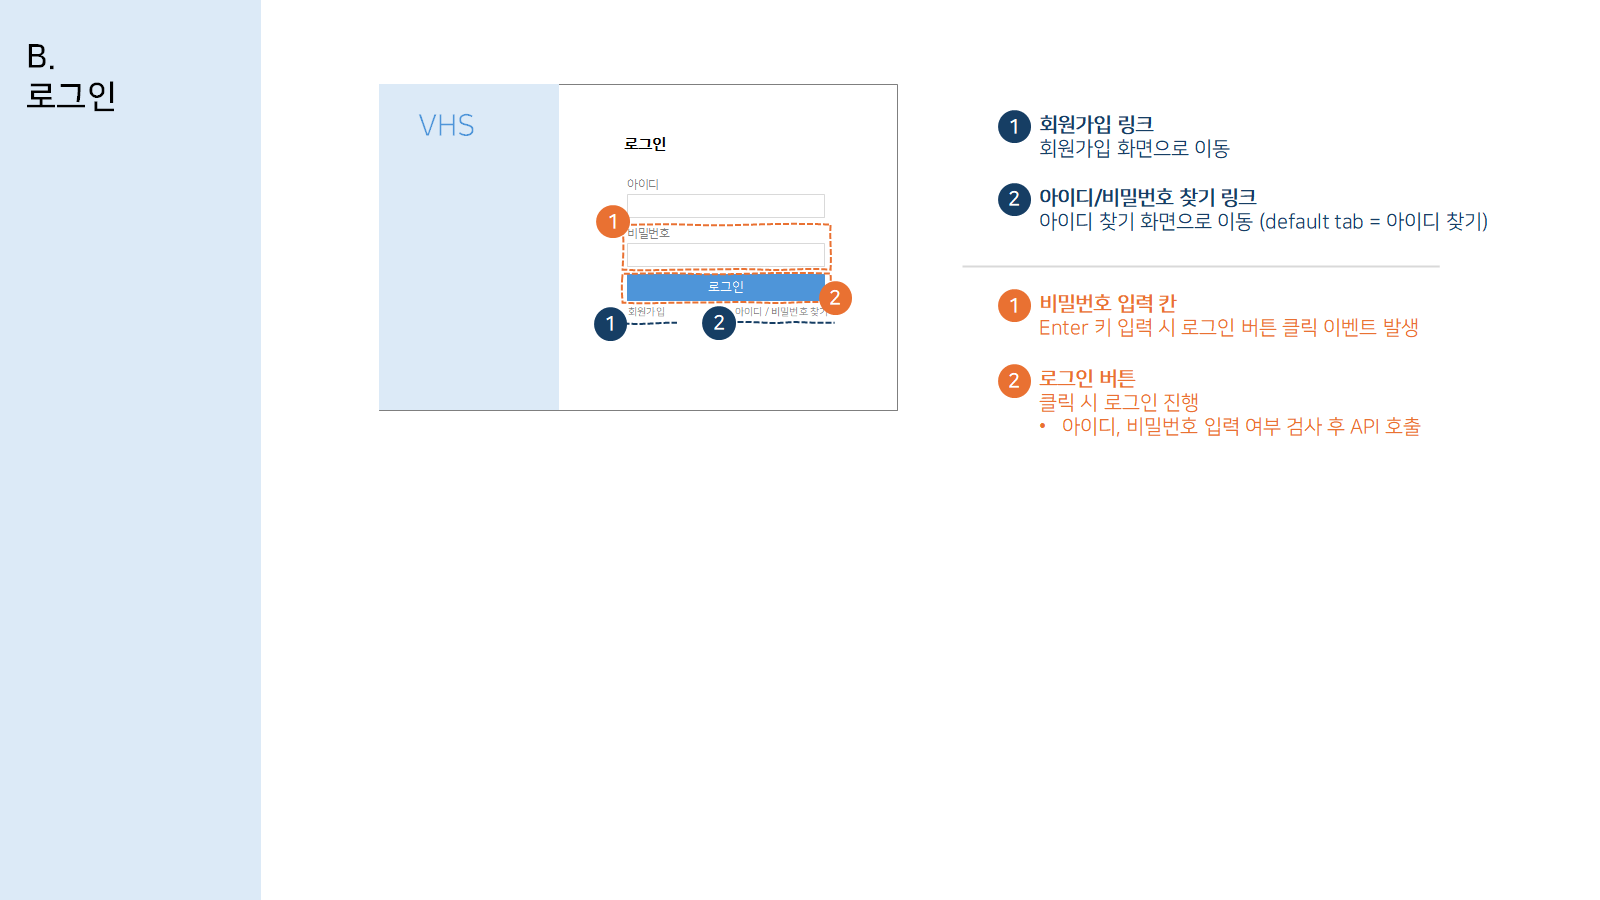 B.
로그인
VHS
로그인
아이디
1
비밀번호
로그인
2
1 회원가입
2 아이디 / 비밀번호 찾기
1 회원가입 링크
회원가입 화면으로 이동
2 아이디/비밀번호 찾기 링크
아이디 찾기 화면으로 이동 (default tab = 아이디 찾기)
1 비밀번호 입력 칸
Enter 키 입력 시 로그인 버튼 클릭 이벤트 발생
2 로그인 버튼
클릭 시 로그인 진행
• 아이디, 비밀번호 입력 여부 검사 후 API 호출